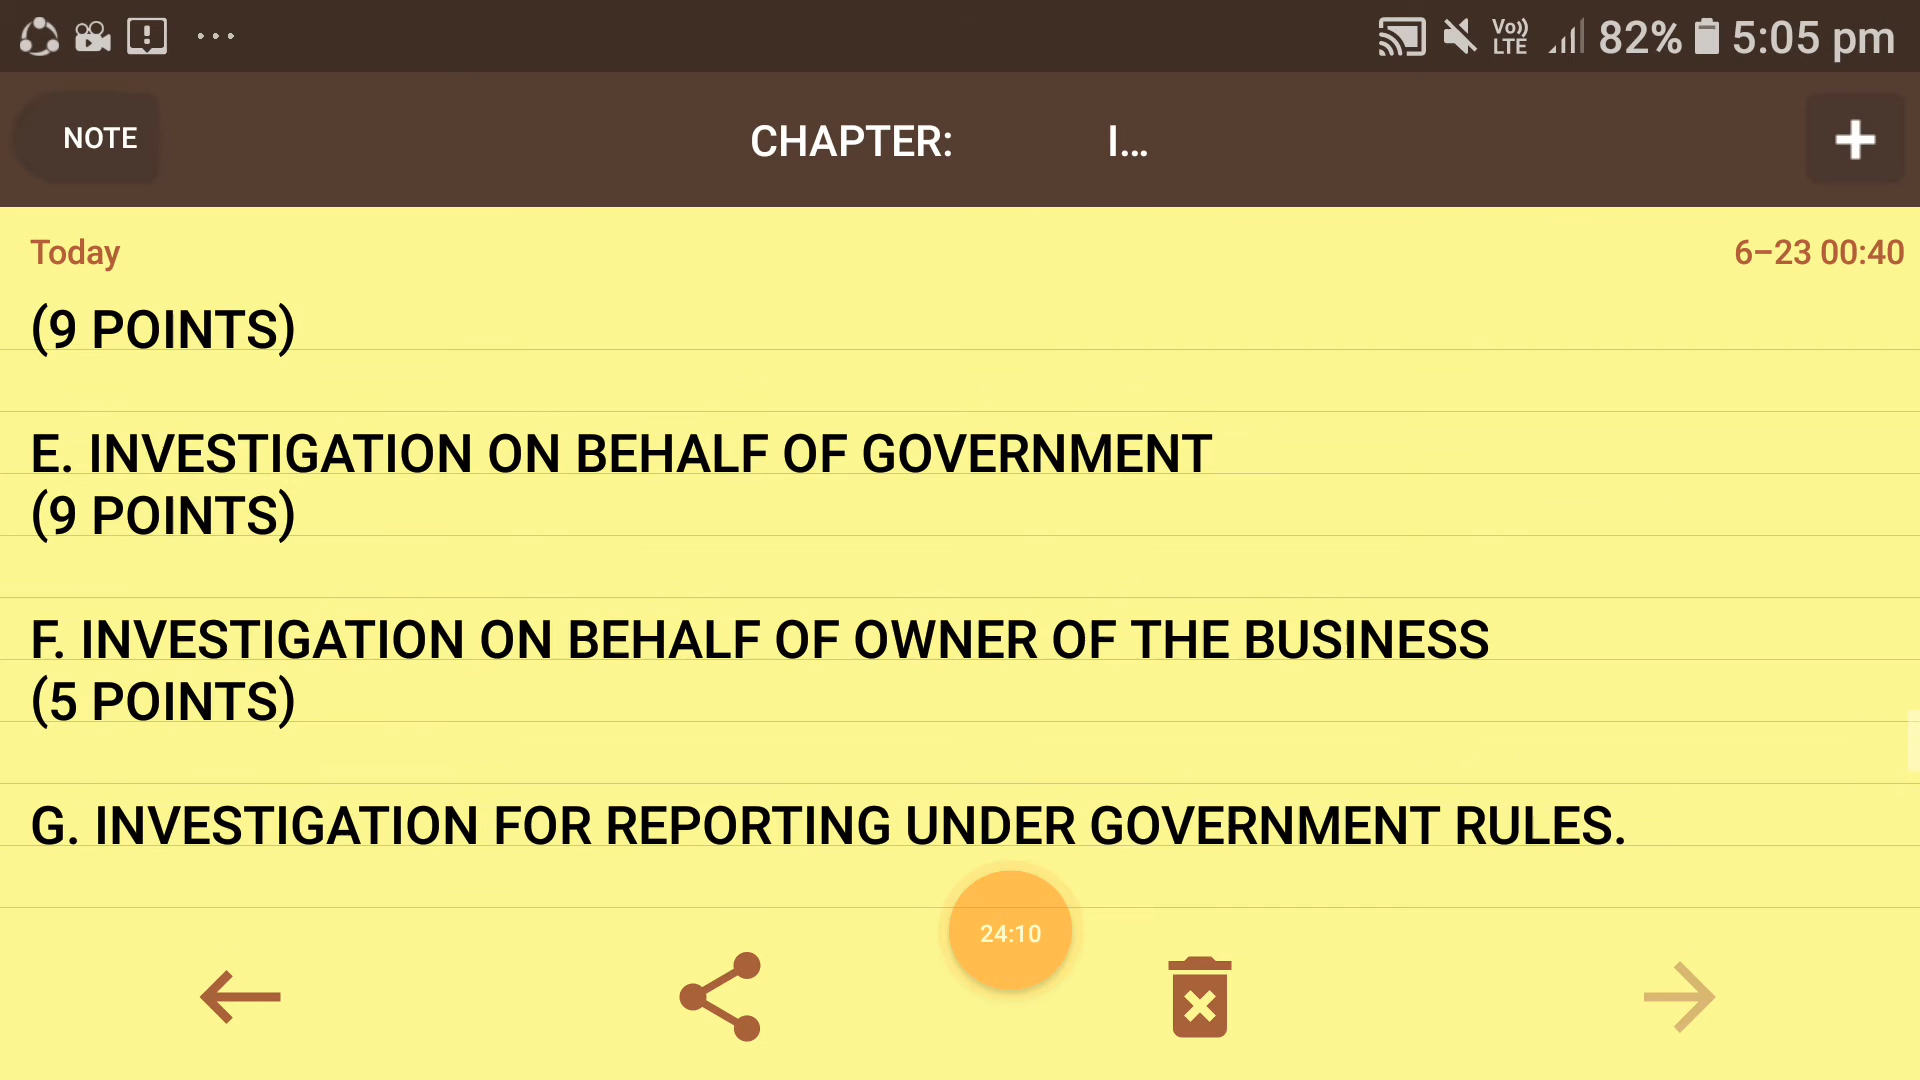 Vo)) LTE 82% 5:05 pm
NOTE CHAPTER: I... +
Today 6-23 00:40
(9 POINTS)
E. INVESTIGATION ON BEHALF OF GOVERNMENT
(9 POINTS)
F. INVESTIGATION ON BEHALF OF OWNER OF THE BUSINESS
(5 POINTS)
G. INVESTIGATION FOR REPORTING UNDER GOVERNMENT RULES.
24:10